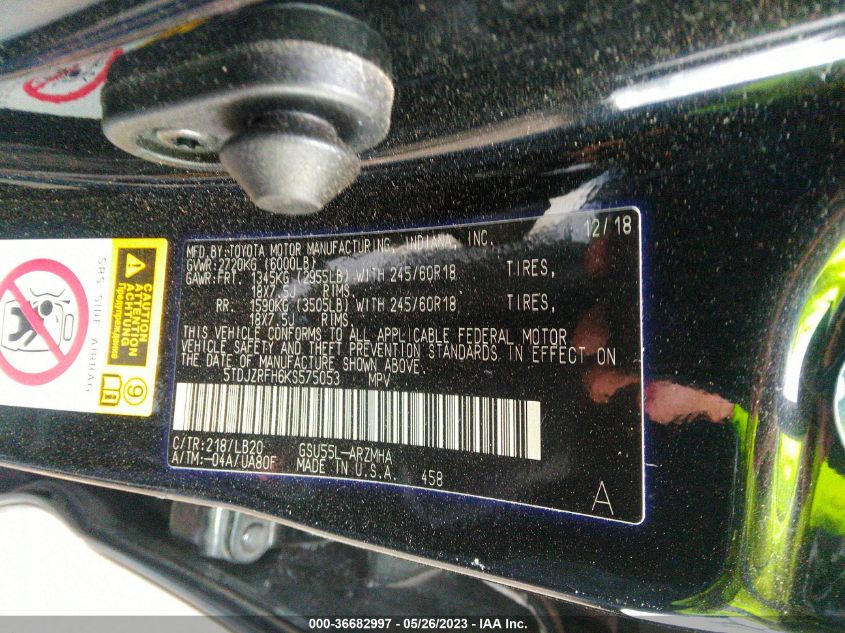 MFD.BY:TOYOTA MOTOR MANUFACTURING, INDIANA, INC. 12/18
GVWR:2720KG (6000LB)
GAWR:FRT. 1345KG (2955LB) WITH 245/60R18 TIRES,
18X7.5J RIMS,
RR. 1590KG (3505LB) WITH 245/60R18 TIRES,
18X7.5J RIMS,
THIS VEHICLE CONFORMS TO ALL APPLICABLE FEDERAL MOTOR
VEHICLE SAFETY AND THEFT PREVENTION STANDARDS IN EFFECT ON
THE DATE OF MANUFACTURE SHOWN ABOVE.
5TDJZRFH6KS575053 MPV
C/TR:218/LB20 GSU55L-ARZMHA
A/TM:-04A/UA80F MADE IN U.S.A. 458
A
SRS SIDE AIRBAG
CAUTION
ATTENTION
ACHTUNG
Предупреждение
9
000-36682997 — 05/26/2023 — IAA Inc.